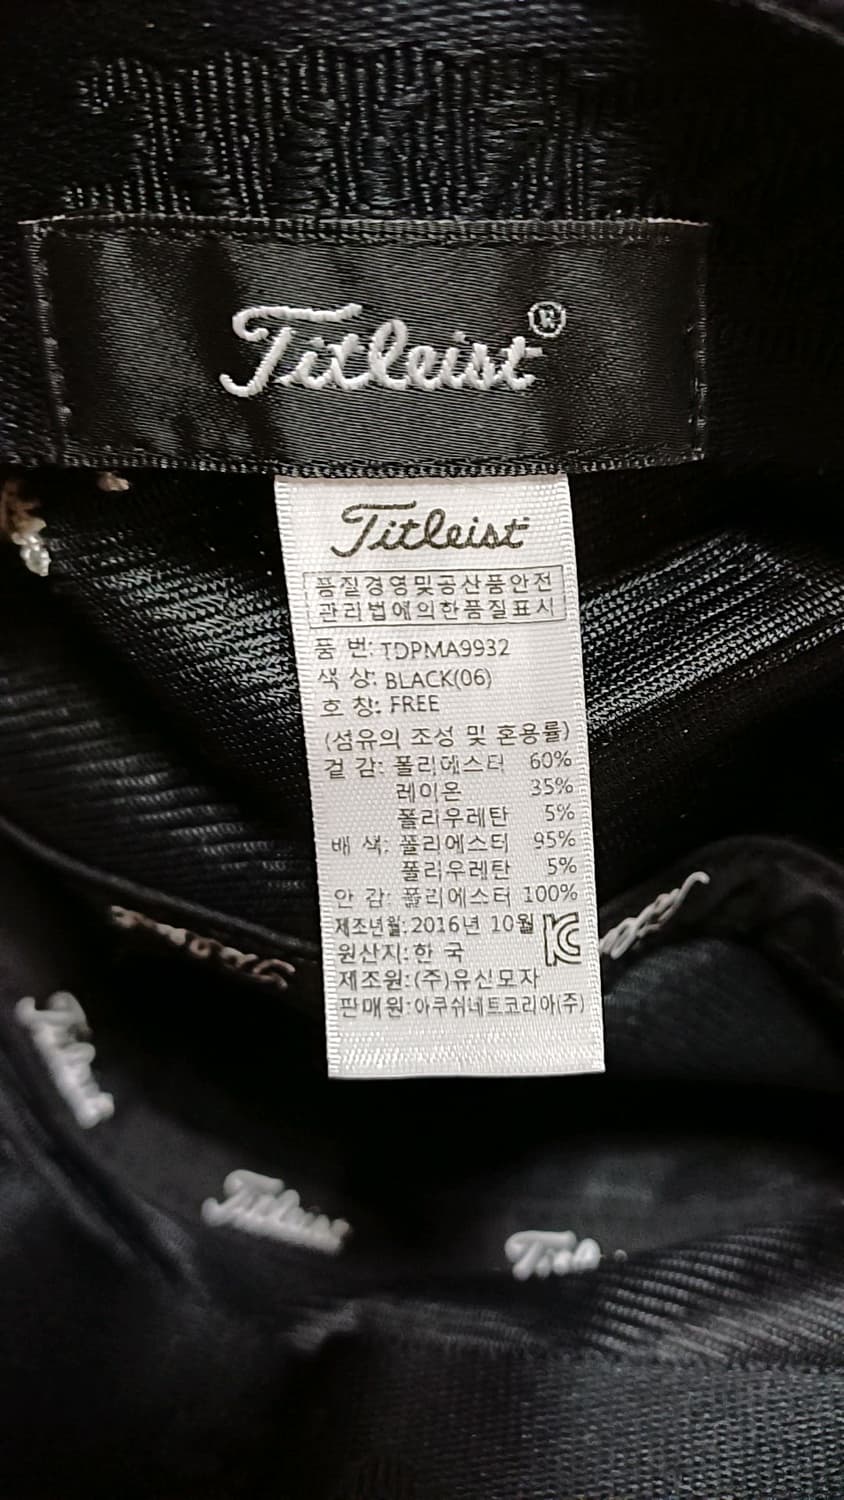 Titleist®
Titleist
품질경영및공산품안전
관리법에의한품질표시
품 번: TDPMA9932
색 상: BLACK(06)
호 칭: FREE
(섬유의 조성 및 혼용률)
겉 감: 폴리에스터 60%
레이온 35%
폴리우레탄 5%
배 색: 폴리에스터 95%
폴리우레탄 5%
안 감: 폴리에스터 100%
제조년월: 2016년 10월
원산지: 한 국
제조원: (주)유신모자
판매원: 아쿠쉬네트코리아(주)
Titleist